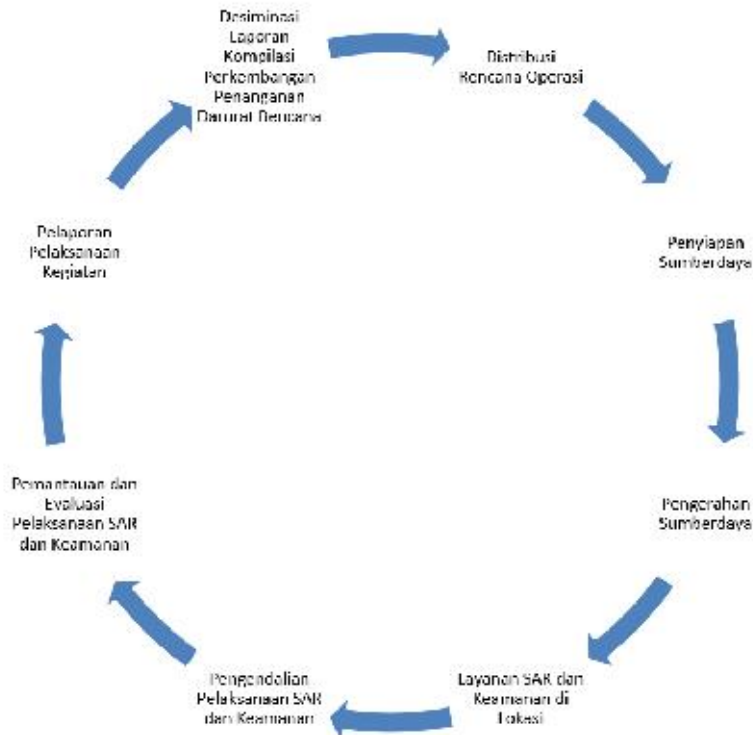 Desiminasi
Laporan
Kompilasi
Perkembangan
Penanganan
Darurat Bencana
Distribusi
Rencana Operasi
Penyiapan
Sumberdaya
Pengerahan
Sumberdaya
Layanan SAR dan
Keamanan di
Lokasi
Pengendalian
Pelaksanaan SAR
dan Keamanan
Pemantauan dan
Evaluasi
Pelaksanaan SAR
dan Keamanan
Pelaporan
Pelaksanaan
Kegiatan